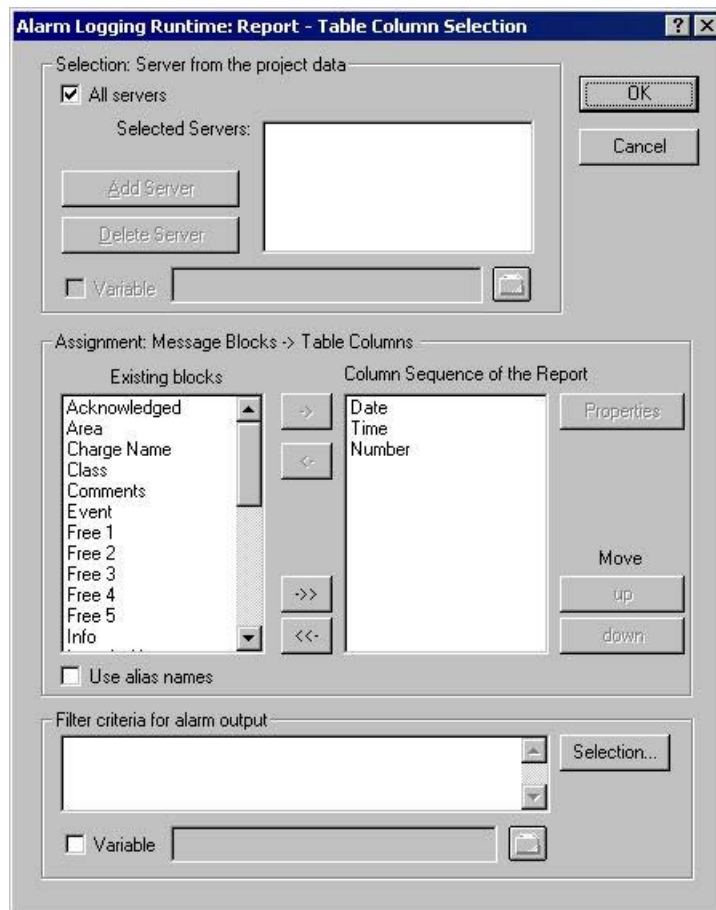 Alarm Logging Runtime: Report - Table Column Selection
Selection: Server from the project data
All servers
OK
Selected Servers:
Cancel
Add Server
Delete Server
Variable
Assignment: Message Blocks -> Table Columns
Existing blocks
Column Sequence of the Report
Acknowledged
Area
Charge Name
Class
Comments
Event
Free 1
Free 2
Free 3
Free 4
Free 5
Info
->
<-
->>
<<-
Date
Time
Number
Properties
Move
up
down
Use alias names
Filter criteria for alarm output
Selection...
Variable